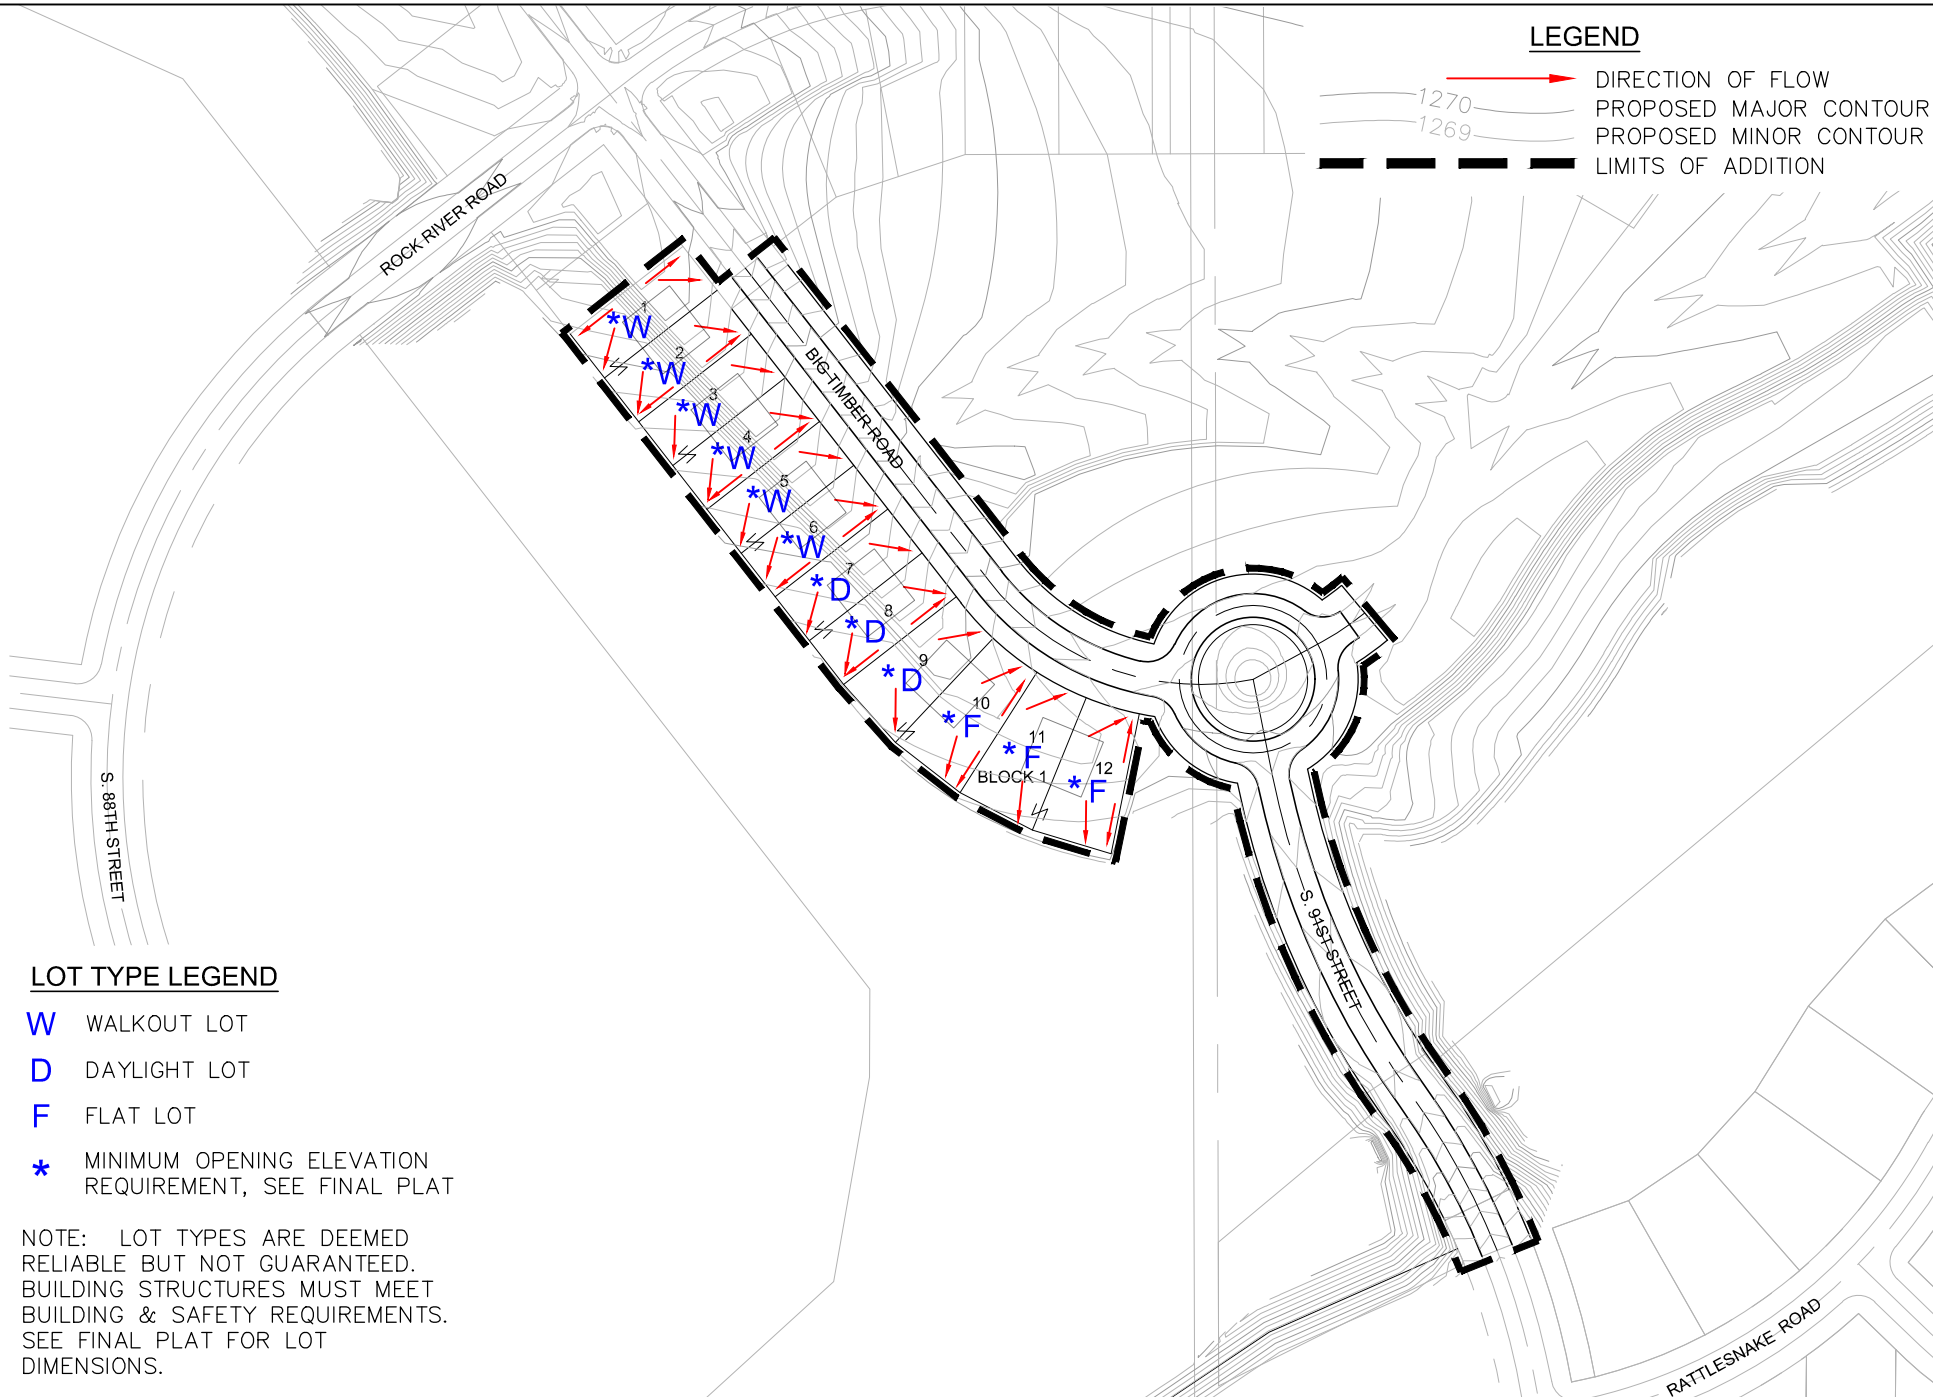 LEGEND
DIRECTION OF FLOW
1270
PROPOSED MAJOR CONTOUR
1269
PROPOSED MINOR CONTOUR
LIMITS OF ADDITION
ROCK RIVER ROAD
BIG TIMBER ROAD
1
*W
2
*W
3
*W
4
*W
5
*W
6
*W
7
*D
8
*D
9
*D
10
*F
11
*F
BLOCK 1
12
*F
S. 88TH STREET
S. 91ST STREET
RATTLESNAKE ROAD
LOT TYPE LEGEND
W WALKOUT LOT
D DAYLIGHT LOT
F FLAT LOT
* MINIMUM OPENING ELEVATION
REQUIREMENT, SEE FINAL PLAT
NOTE: LOT TYPES ARE DEEMED
RELIABLE BUT NOT GUARANTEED.
BUILDING STRUCTURES MUST MEET
BUILDING & SAFETY REQUIREMENTS.
SEE FINAL PLAT FOR LOT
DIMENSIONS.